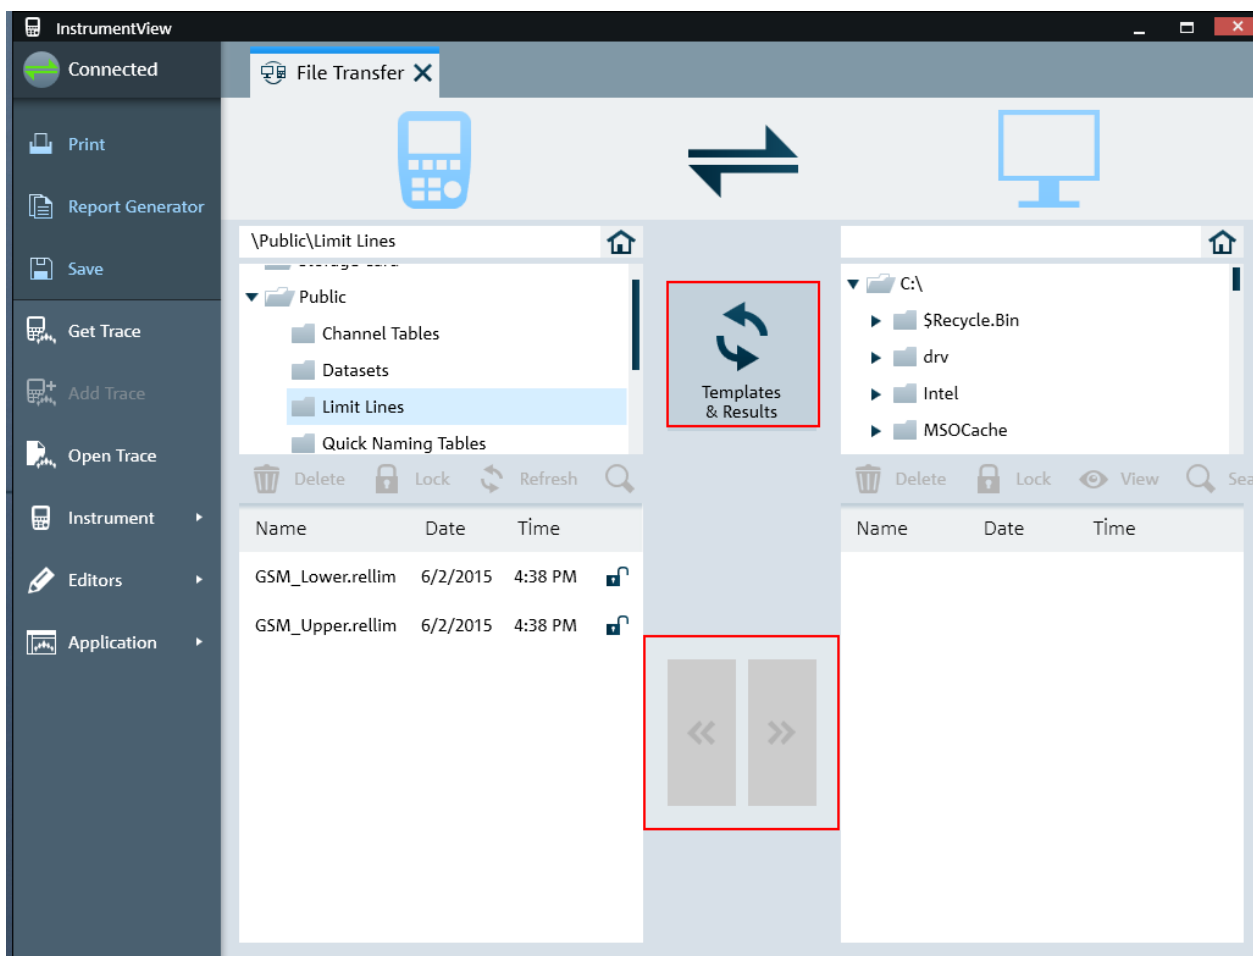 InstrumentView
Connected
File Transfer
Print
Report Generator
Save
Get Trace
Add Trace
Open Trace
Instrument
Editors
Application
\Public\Limit Lines
Storage Card
Public
Channel Tables
Datasets
Limit Lines
Quick Naming Tables
Delete Lock Refresh
Name Date Time
GSM_Lower.rellim 6/2/2015 4:38 PM
GSM_Upper.rellim 6/2/2015 4:38 PM
Templates
& Results
C:\
$Recycle.Bin
drv
Intel
MSOCache
Delete Lock View Sea
Name Date Time